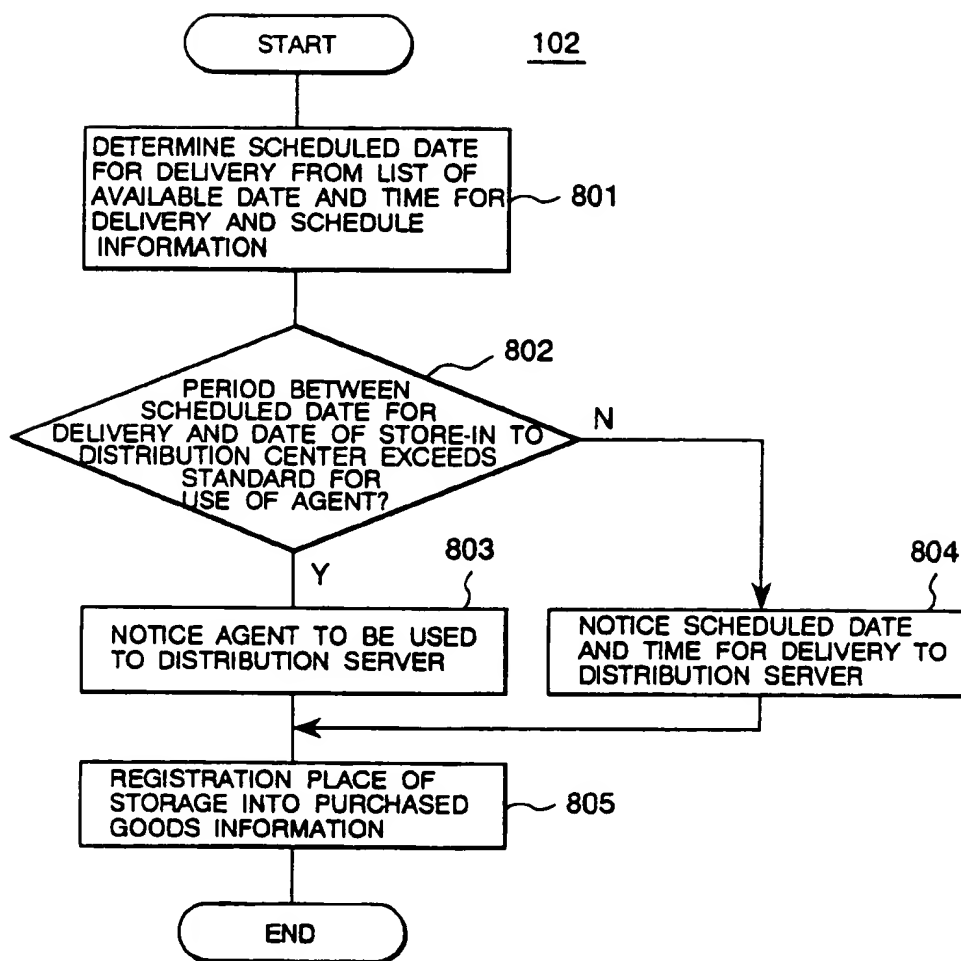 START
102
DETERMINE SCHEDULED DATE
FOR DELIVERY FROM LIST OF
AVAILABLE DATE AND TIME FOR
DELIVERY AND SCHEDULE
INFORMATION
801
802
PERIOD BETWEEN
SCHEDULED DATE FOR
DELIVERY AND DATE OF STORE-IN TO
DISTRIBUTION CENTER EXCEEDS
STANDARD FOR
USE OF AGENT?
N
Y
803
NOTICE AGENT TO BE USED
TO DISTRIBUTION SERVER
804
NOTICE SCHEDULED DATE
AND TIME FOR DELIVERY TO
DISTRIBUTION SERVER
REGISTRATION PLACE OF
STORAGE INTO PURCHASED
GOODS INFORMATION
805
END